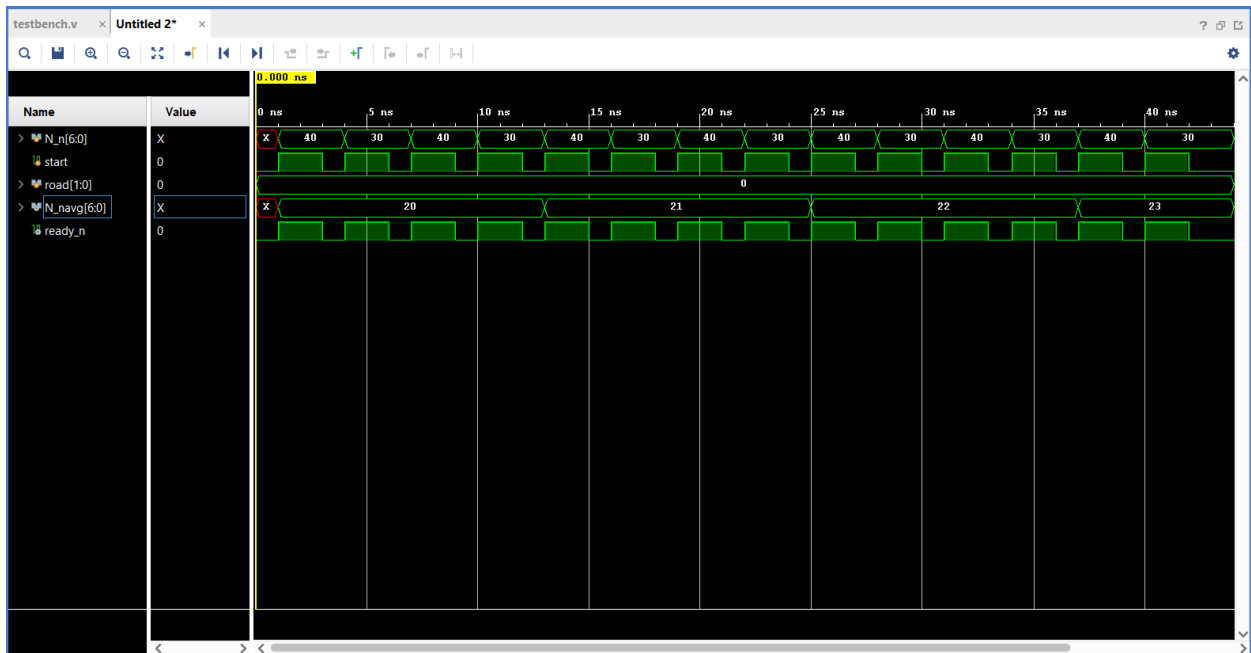 testbench.v × Untitled 2* × ?
0.000 ns
Name Value 0 ns 5 ns 10 ns 15 ns 20 ns 25 ns 30 ns 35 ns 40 ns
> N_n[6:0] X X 40 30 40 30 40 30 40 30 40 30 40 30 40 30
start 0
> road[1:0] 0 0
> N_navg[6:0] X X 20 21 22 23
ready_n 0